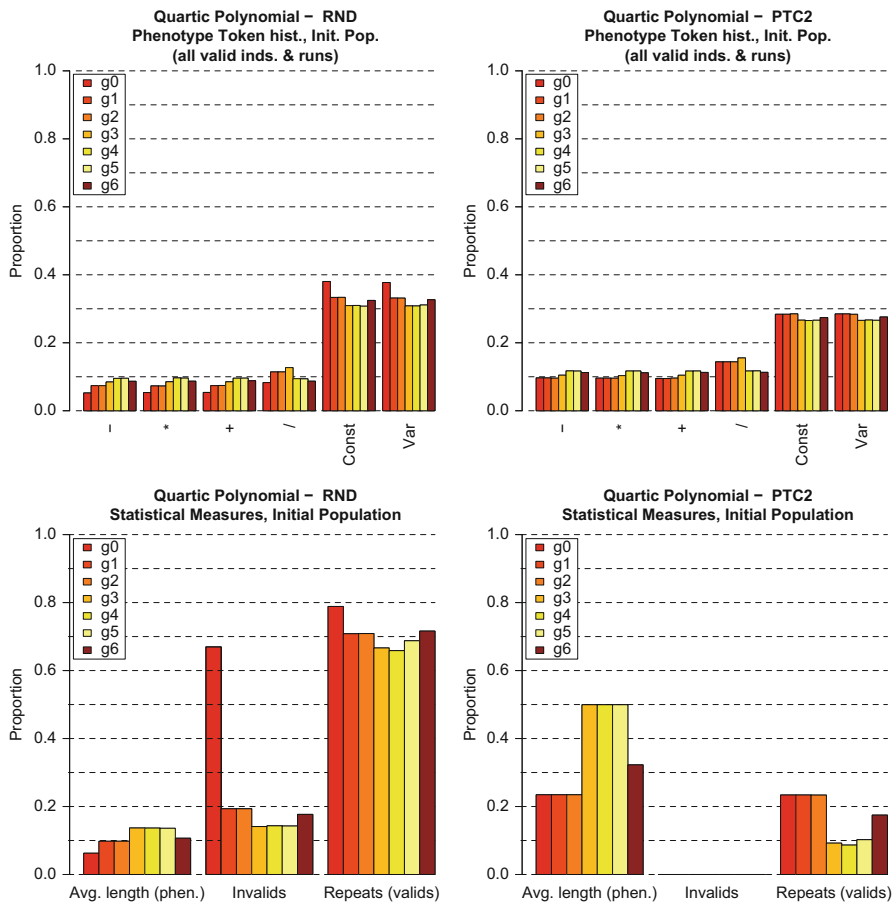 Quartic Polynomial − RND
Phenotype Token hist., Init. Pop.
(all valid inds. & runs)
Proportion
1.0
0.8
0.6
0.4
0.2
0.0
g0
g1
g2
g3
g4
g5
g6
−
*
+
/
Const
Var
Quartic Polynomial − PTC2
Phenotype Token hist., Init. Pop.
(all valid inds. & runs)
Proportion
1.0
0.8
0.6
0.4
0.2
0.0
g0
g1
g2
g3
g4
g5
g6
−
*
+
/
Const
Var
Quartic Polynomial − RND
Statistical Measures, Initial Population
Proportion
1.0
0.8
0.6
0.4
0.2
0.0
g0
g1
g2
g3
g4
g5
g6
Avg. length (phen.)
Invalids
Repeats (valids)
Quartic Polynomial − PTC2
Statistical Measures, Initial Population
Proportion
1.0
0.8
0.6
0.4
0.2
0.0
g0
g1
g2
g3
g4
g5
g6
Avg. length (phen.)
Invalids
Repeats (valids)